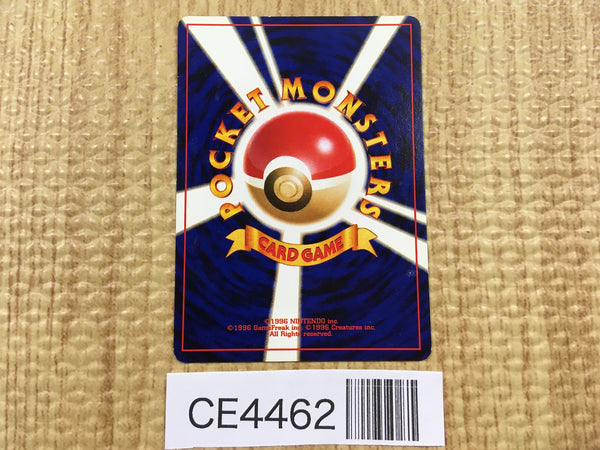 POCKET MONSTERS
CARD GAME
©1996 NINTENDO inc.
©1996 GameFreak inc. ©1996 Creatures inc.
All Rights reserved.
CE4462